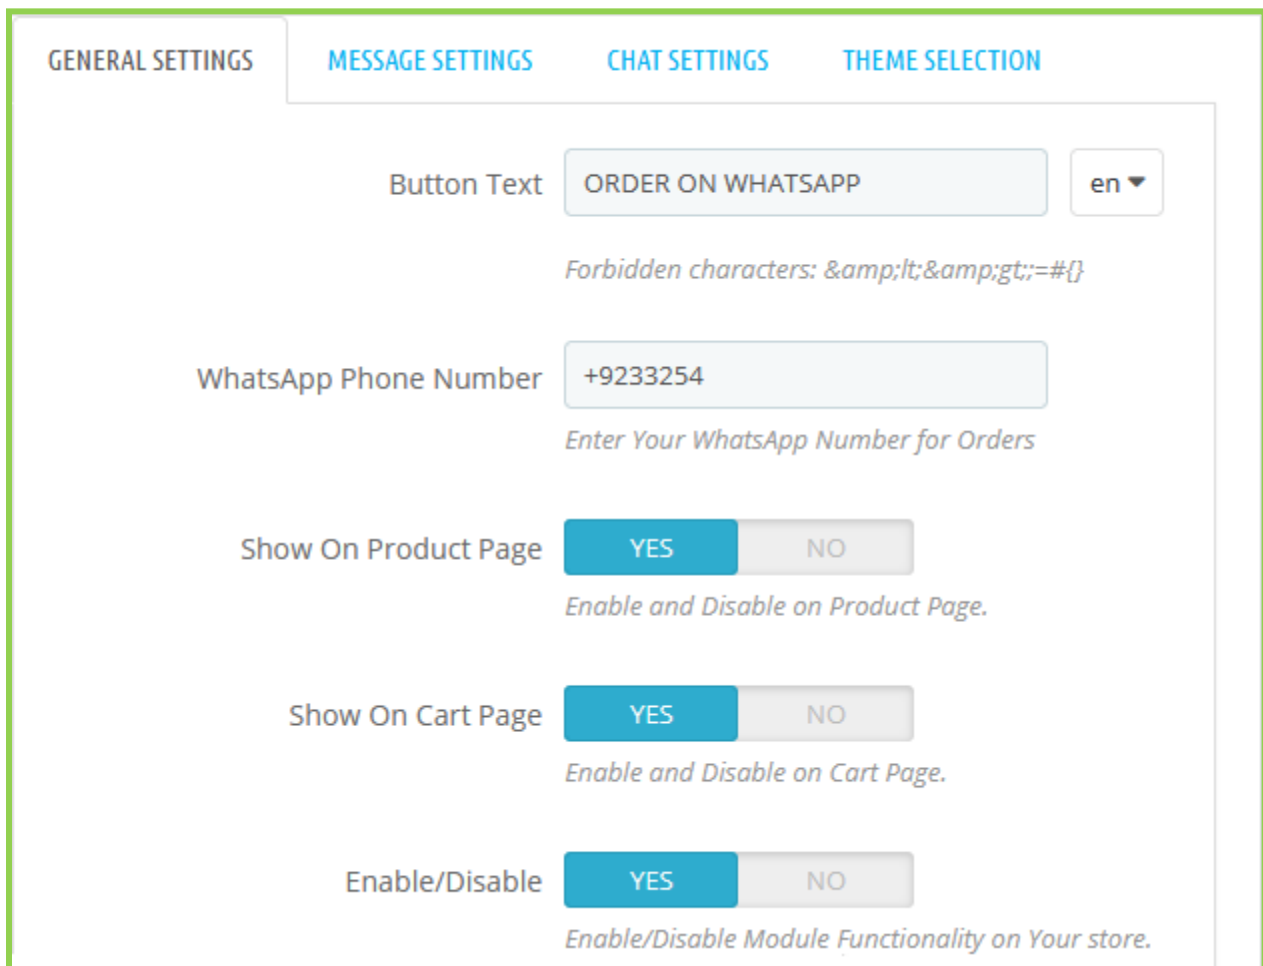 GENERAL SETTINGS MESSAGE SETTINGS CHAT SETTINGS THEME SELECTION
Button Text ORDER ON WHATSAPP en
Forbidden characters: &amp;lt;&amp;gt;;=#{}
WhatsApp Phone Number +9233254
Enter Your WhatsApp Number for Orders
Show On Product Page YES NO
Enable and Disable on Product Page.
Show On Cart Page YES NO
Enable and Disable on Cart Page.
Enable/Disable YES NO
Enable/Disable Module Functionality on Your store.